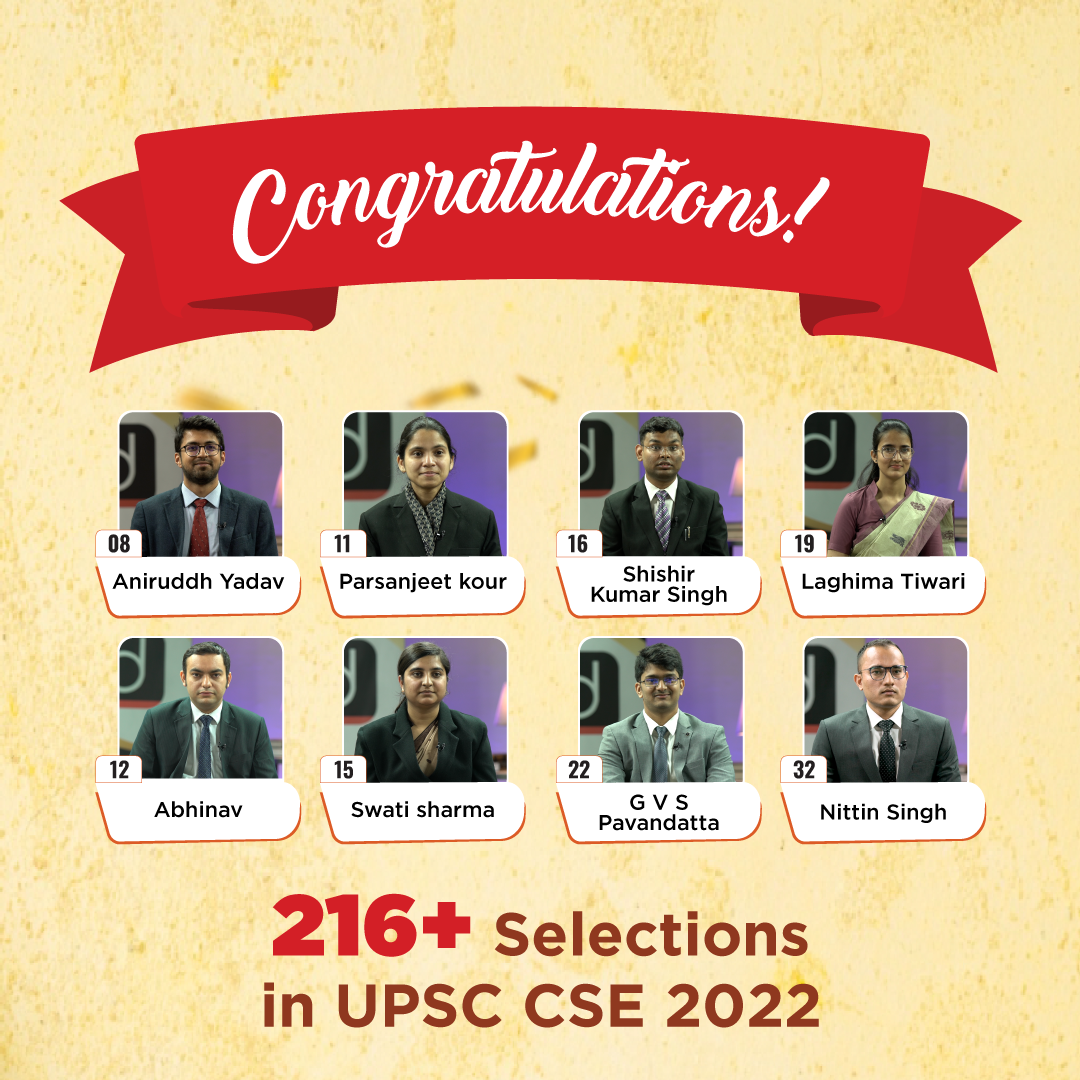 Congratulations!
08
Aniruddh Yadav
11
Parsanjeet kour
16
Shishir
Kumar Singh
19
Laghima Tiwari
12
Abhinav
15
Swati sharma
22
G V S
Pavandatta
32
Nittin Singh
216+ Selections
in UPSC CSE 2022